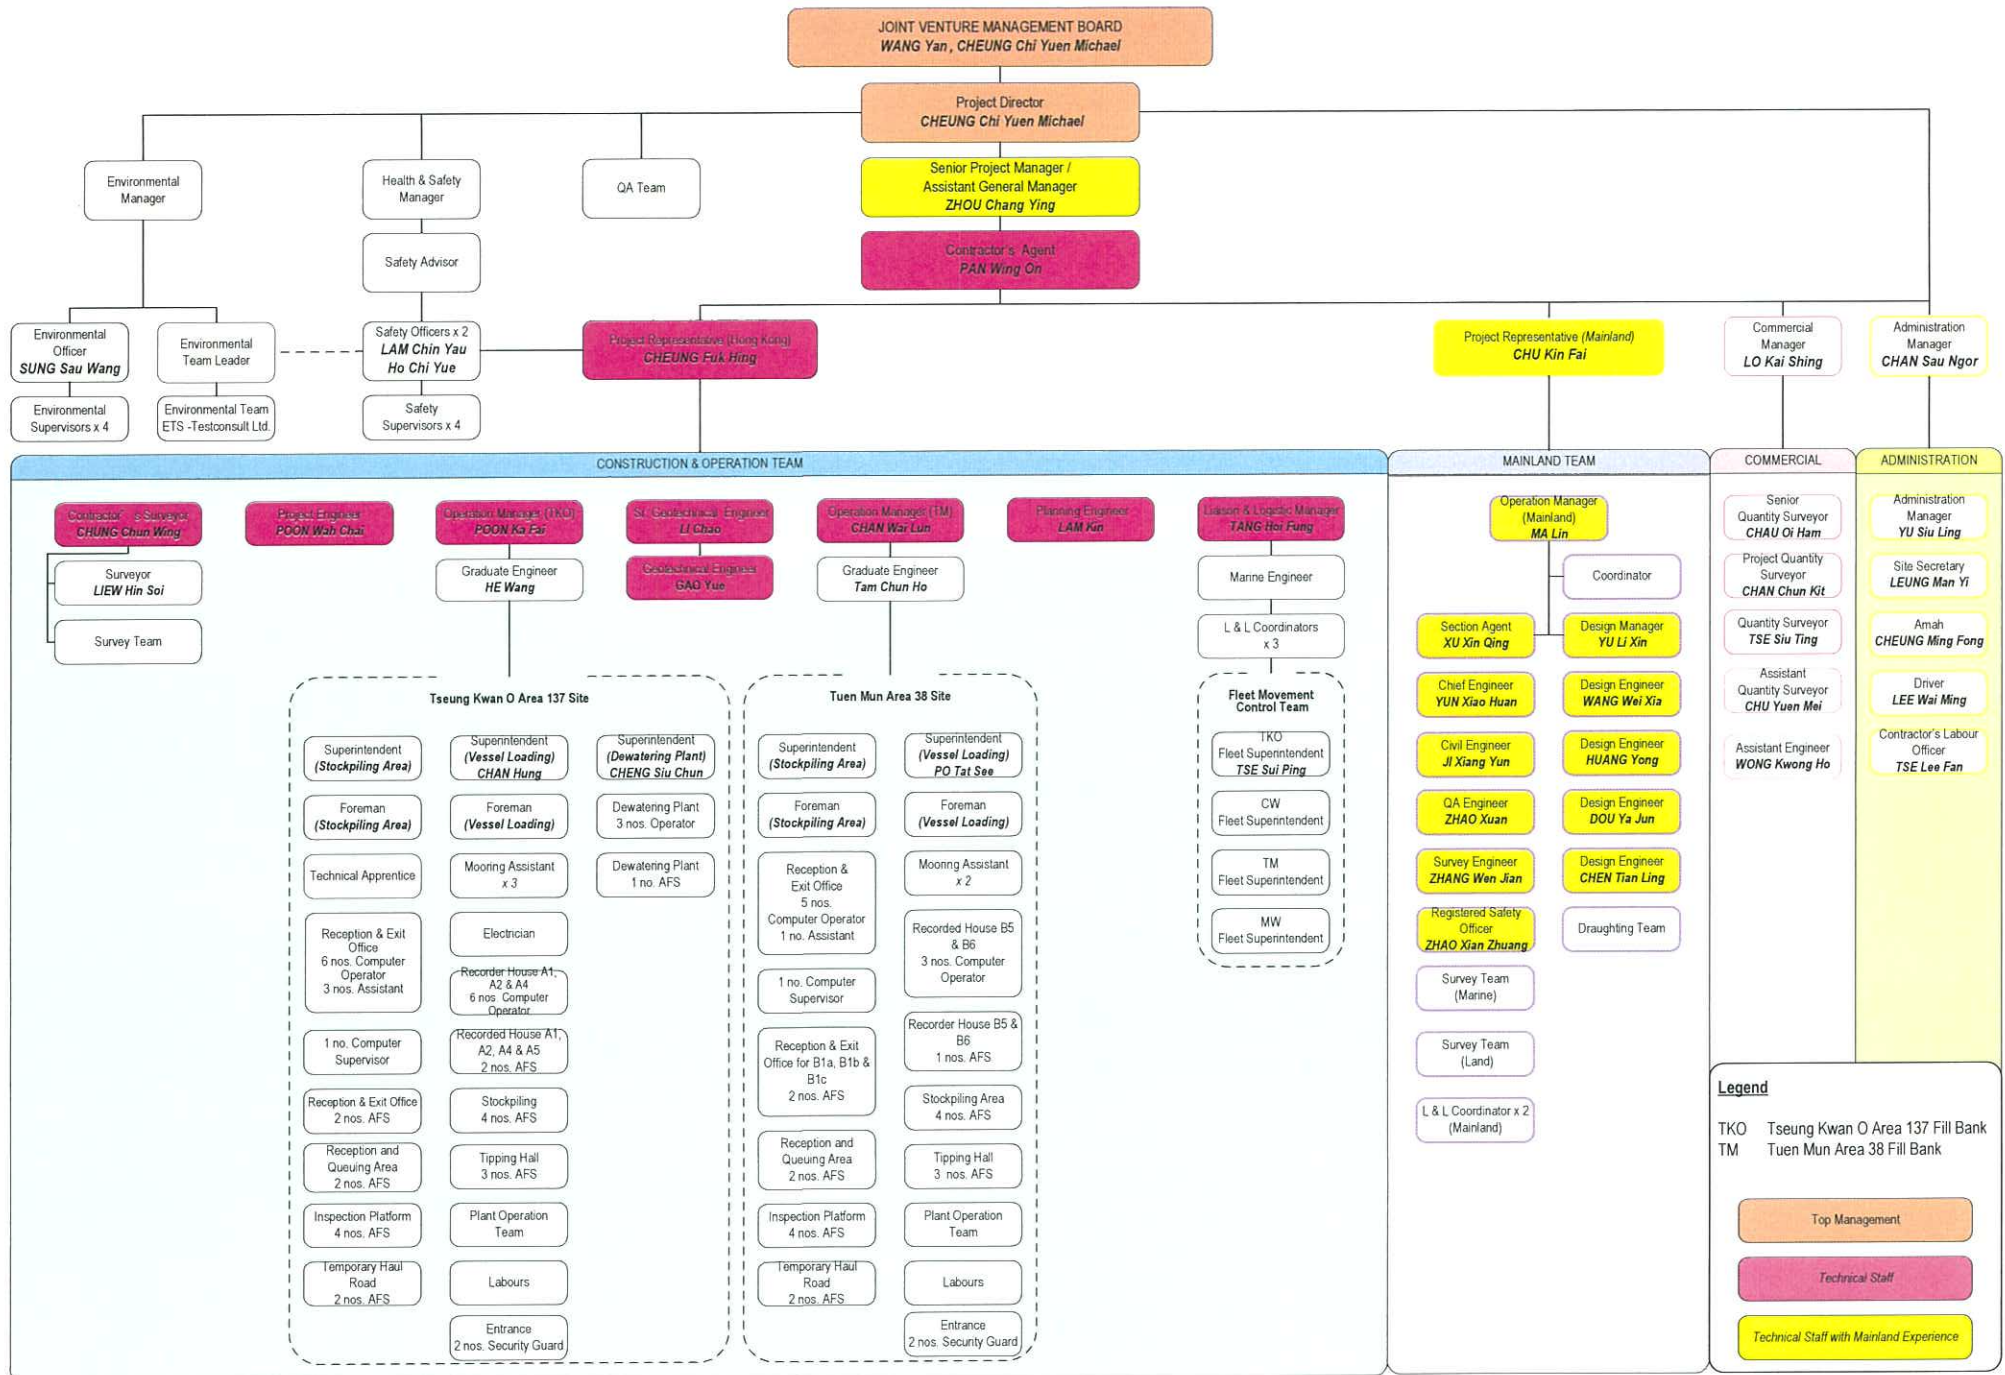 JOINT VENTURE MANAGEMENT BOARD
WANG Yan , CHEUNG Chi Yuen Michael
Project Director
CHEUNG Chi Yuen Michael
Environmental
Manager
Health & Safety
Manager
QA Team
Senior Project Manager /
Assistant General Manager
ZHOU Chang Ying
Safety Advisor
Contractor's Agent
PAN Wing On
Environmental
Officer
SUNG Sau Wang
Environmental
Team Leader
Safety Officers x 2
LAM Chin Yau
Ho Chi Yue
Project Representative (Hong Kong)
CHEUNG Fuk Hing
Project Representative (Mainland)
CHU Kin Fai
Commercial
Manager
LO Kai Shing
Administration
Manager
CHAN Sau Ngor
Environmental
Supervisors x 4
Environmental Team
ETS -Testconsult Ltd.
Safety
Supervisors x 4
CONSTRUCTION & OPERATION TEAM
Contractor' s Surveyor
CHUNG Chun Wing
Surveyor
LIEW Hin Soi
Survey Team
Project Engineer
POON Wah Chai
Operation Manager (TKO)
POON Ka Fai
Graduate Engineer
HE Wang
Sr. Geotechnical Engineer
LI Chao
Geotechnical Engineer
GAO Yue
Operation Manager (TM)
CHAN Wai Lun
Graduate Engineer
Tam Chun Ho
Planning Engineer
LAM Kin
Liaison & Logistic Manager
TANG Hoi Fung
Marine Engineer
L & L Coordinators
x 3
Tseung Kwan O Area 137 Site
Superintendent
(Stockpiling Area)
Foreman
(Stockpiling Area)
Technical Apprentice
Reception & Exit
Office
6 nos. Computer
Operator
3 nos. Assistant
1 no. Computer
Supervisor
Reception & Exit Office
2 nos. AFS
Reception and
Queuing Area
2 nos. AFS
Inspection Platform
4 nos. AFS
Temporary Haul
Road
2 nos. AFS
Superintendent
(Vessel Loading)
CHAN Hung
Foreman
(Vessel Loading)
Mooring Assistant
x 3
Electrician
Recorder House A1,
A2 & A4
6 nos. Computer
Operator
Recorded House A1,
A2, A4 & A5
2 nos. AFS
Stockpiling
4 nos. AFS
Tipping Hall
3 nos. AFS
Plant Operation
Team
Labours
Entrance
2 nos. Security Guard
Superintendent
(Dewatering Plant)
CHENG Siu Chun
Dewatering Plant
3 nos. Operator
Dewatering Plant
1 no. AFS
Tuen Mun Area 38 Site
Superintendent
(Stockpiling Area)
Foreman
(Stockpiling Area)
Reception &
Exit Office
5 nos.
Computer Operator
1 no. Assistant
1 no. Computer
Supervisor
Reception & Exit
Office for B1a, B1b &
B1c
2 nos. AFS
Reception and
Queuing Area
2 nos. AFS
Inspection Platform
4 nos. AFS
Temporary Haul
Road
2 nos. AFS
Superintendent
(Vessel Loading)
PO Tat See
Foreman
(Vessel Loading)
Mooring Assistant
x 2
Recorded House B5
& B6
3 nos. Computer
Operator
Recorder House B5 &
B6
1 nos. AFS
Stockpiling Area
4 nos. AFS
Tipping Hall
3 nos. AFS
Plant Operation
Team
Labours
Entrance
2 nos. Security Guard
Fleet Movement
Control Team
TKO
Fleet Superintendent
TSE Sui Ping
CW
Fleet Superintendent
TM
Fleet Superintendent
MW
Fleet Superintendent
MAINLAND TEAM
Operation Manager
(Mainland)
MA Lin
Coordinator
Section Agent
XU Xin Qing
Chief Engineer
YUN Xiao Huan
Civil Engineer
JI Xiang Yun
QA Engineer
ZHAO Xuan
Survey Engineer
ZHANG Wen Jian
Registered Safety
Officer
ZHAO Xian Zhuang
Survey Team
(Marine)
Survey Team
(Land)
L & L Coordinator x 2
(Mainland)
Design Manager
YU Li Xin
Design Engineer
WANG Wei Xia
Design Engineer
HUANG Yong
Design Engineer
DOU Ya Jun
Design Engineer
CHEN Tian Ling
Draughting Team
COMMERCIAL
Senior
Quantity Surveyor
CHAU Oi Ham
Project Quantity
Surveyor
CHAN Chun Kit
Quantity Surveyor
TSE Siu Ting
Assistant
Quantity Surveyor
CHU Yuen Mei
Assistant Engineer
WONG Kwong Ho
ADMINISTRATION
Administration
Manager
YU Siu Ling
Site Secretary
LEUNG Man Yi
Amah
CHEUNG Ming Fong
Driver
LEE Wai Ming
Contractor's Labour
Officer
TSE Lee Fan
Legend
TKO Tseung Kwan O Area 137 Fill Bank
TM Tuen Mun Area 38 Fill Bank
Top Management
Technical Staff
Technical Staff with Mainland Experience